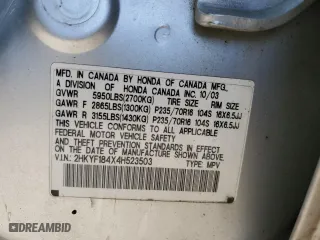 MFD. IN CANADA BY HONDA OF CANADA MFG.
A DIVISION OF HONDA CANADA INC. 10/03
GVWR 5950LBS(2700KG) TIRE SIZE RIM SIZE
GAWR F 2865LBS(1300KG) P235/70R16 104S 16X6.5JJ
GAWR R 3155LBS(1430KG) P235/70R16 104S 16X6.5JJ
THIS VEHICLE CONFORMS TO ALL APPLICABLE
FEDERAL MOTOR VEHICLE SAFETY
AND THEFT PREVENTION STANDARDS IN EFFECT
ON THE DATE OF MANUFACTURE SHOWN ABOVE.
V.I.N.: 2HKYF184X4H523503
TYPE: MPV